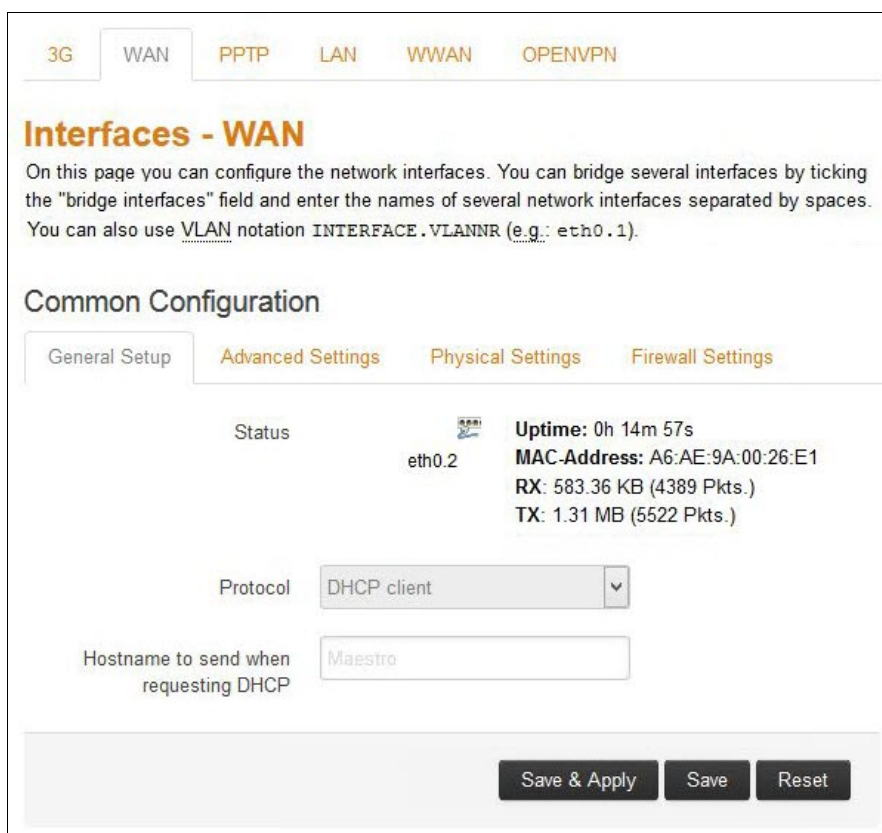 3G WAN PPTP LAN WWAN OPENVPN
Interfaces - WAN
On this page you can configure the network interfaces. You can bridge several interfaces by ticking
the "bridge interfaces" field and enter the names of several network interfaces separated by spaces.
You can also use VLAN notation INTERFACE.VLANNR (e.g.: eth0.1).
Common Configuration
General Setup Advanced Settings Physical Settings Firewall Settings
Status
eth0.2
Uptime: 0h 14m 57s
MAC-Address: A6:AE:9A:00:26:E1
RX: 583.36 KB (4389 Pkts.)
TX: 1.31 MB (5522 Pkts.)
Protocol DHCP client
Hostname to send when
requesting DHCP
Maestro
Save & Apply Save Reset